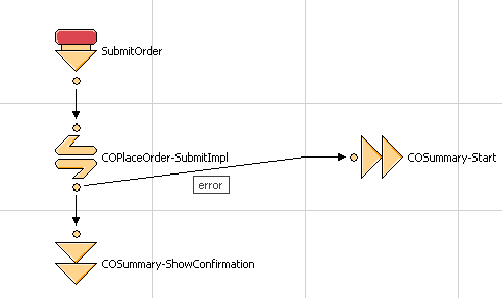 SubmitOrder
COPlaceOrder-SubmitImpl
COSummary-Start
error
COSummary-ShowConfirmation